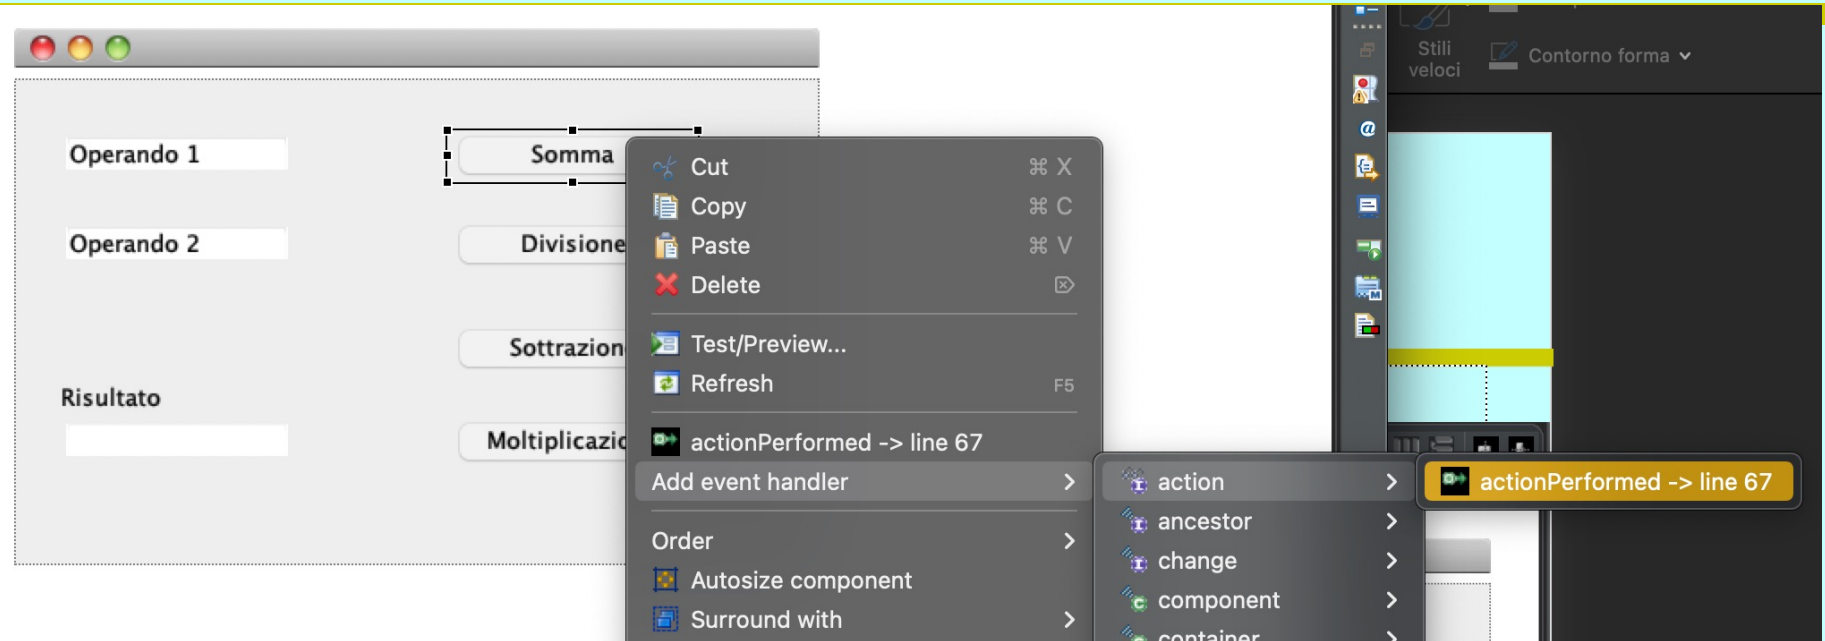 Operando 1
Somma
Operando 2
Divisione
Sottrazion
Risultato
Moltiplicazio
Cut ⌘ X
Copy ⌘ C
Paste ⌘ V
Delete
Test/Preview...
Refresh F5
actionPerformed -> line 67
Add event handler
Order
Autosize component
Surround with
action
ancestor
change
component
container
actionPerformed -> line 67
Stili
veloci
Contorno forma